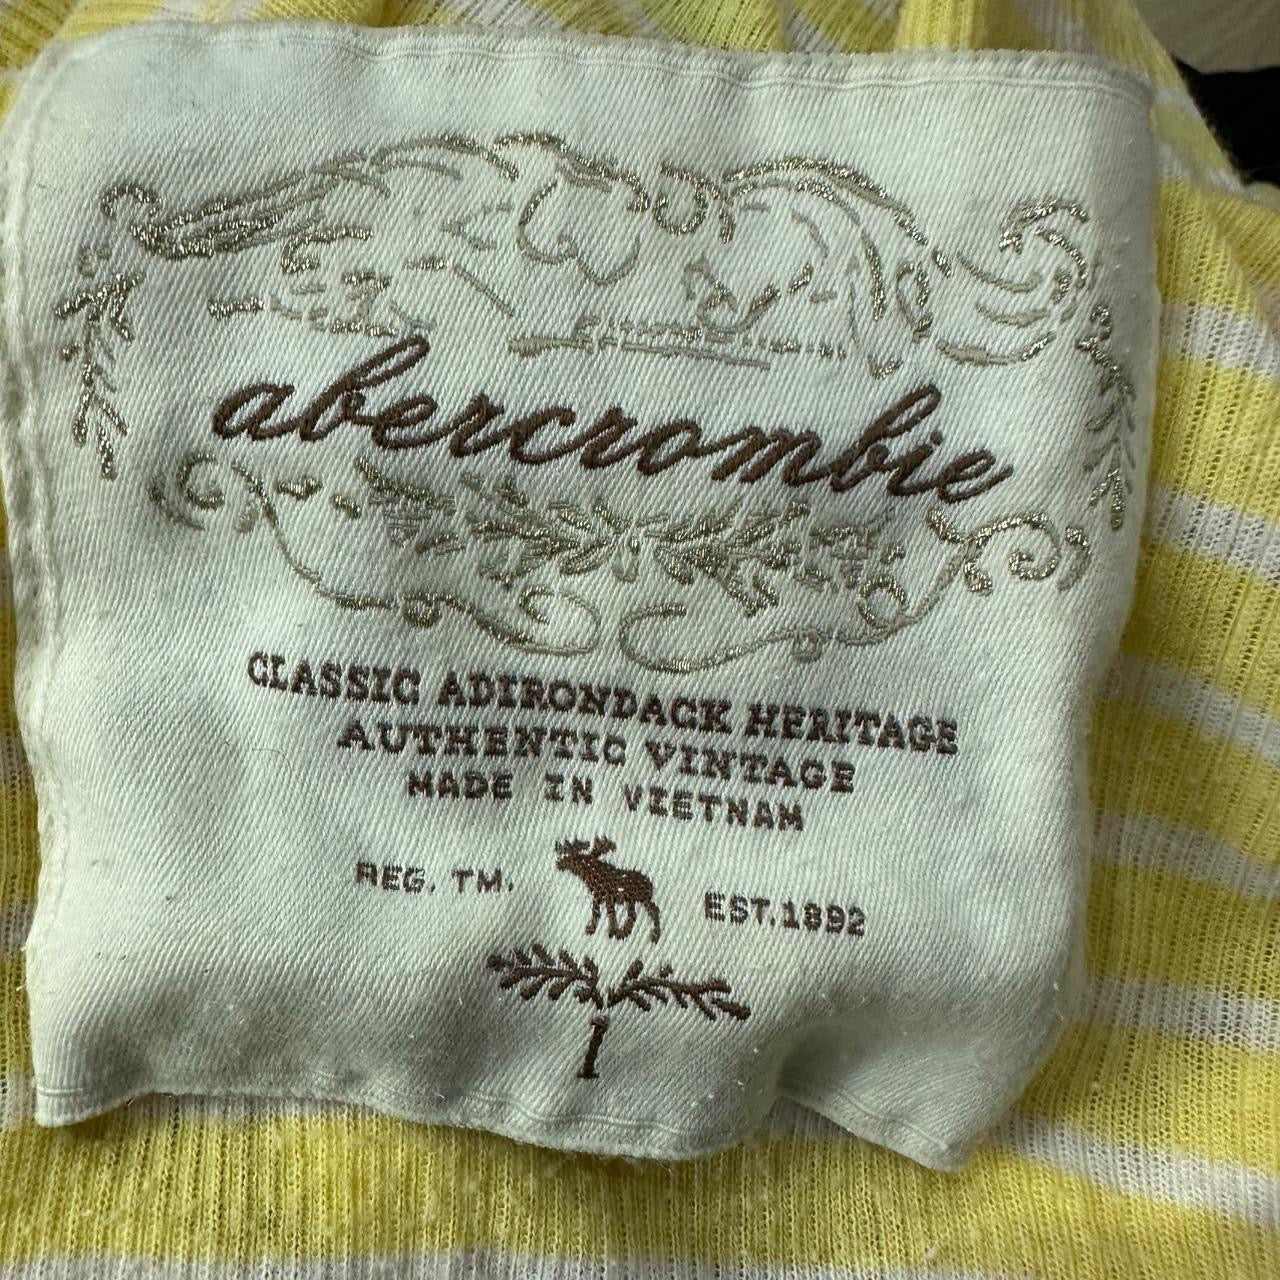 abercrombie
CLASSIC ADIRONDACK HERITAGE
AUTHENTIC VINTAGE
MADE IN VIETNAM
REG. TM. EST.1892
I